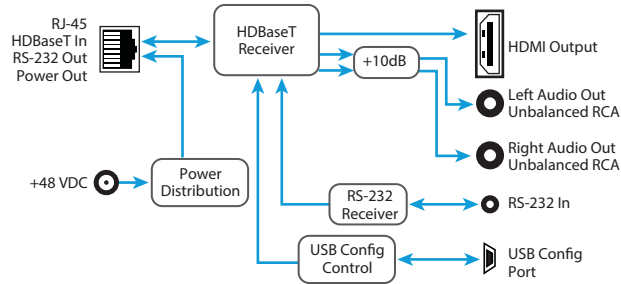 RJ-45
HDBaseT In
RS-232 Out
Power Out
HDBaseT
Receiver
+10dB
HDMI Output
Left Audio Out
Unbalanced RCA
Right Audio Out
Unbalanced RCA
+48 VDC
Power
Distribution
RS-232
Receiver
RS-232 In
USB Config
Control
USB Config
Port